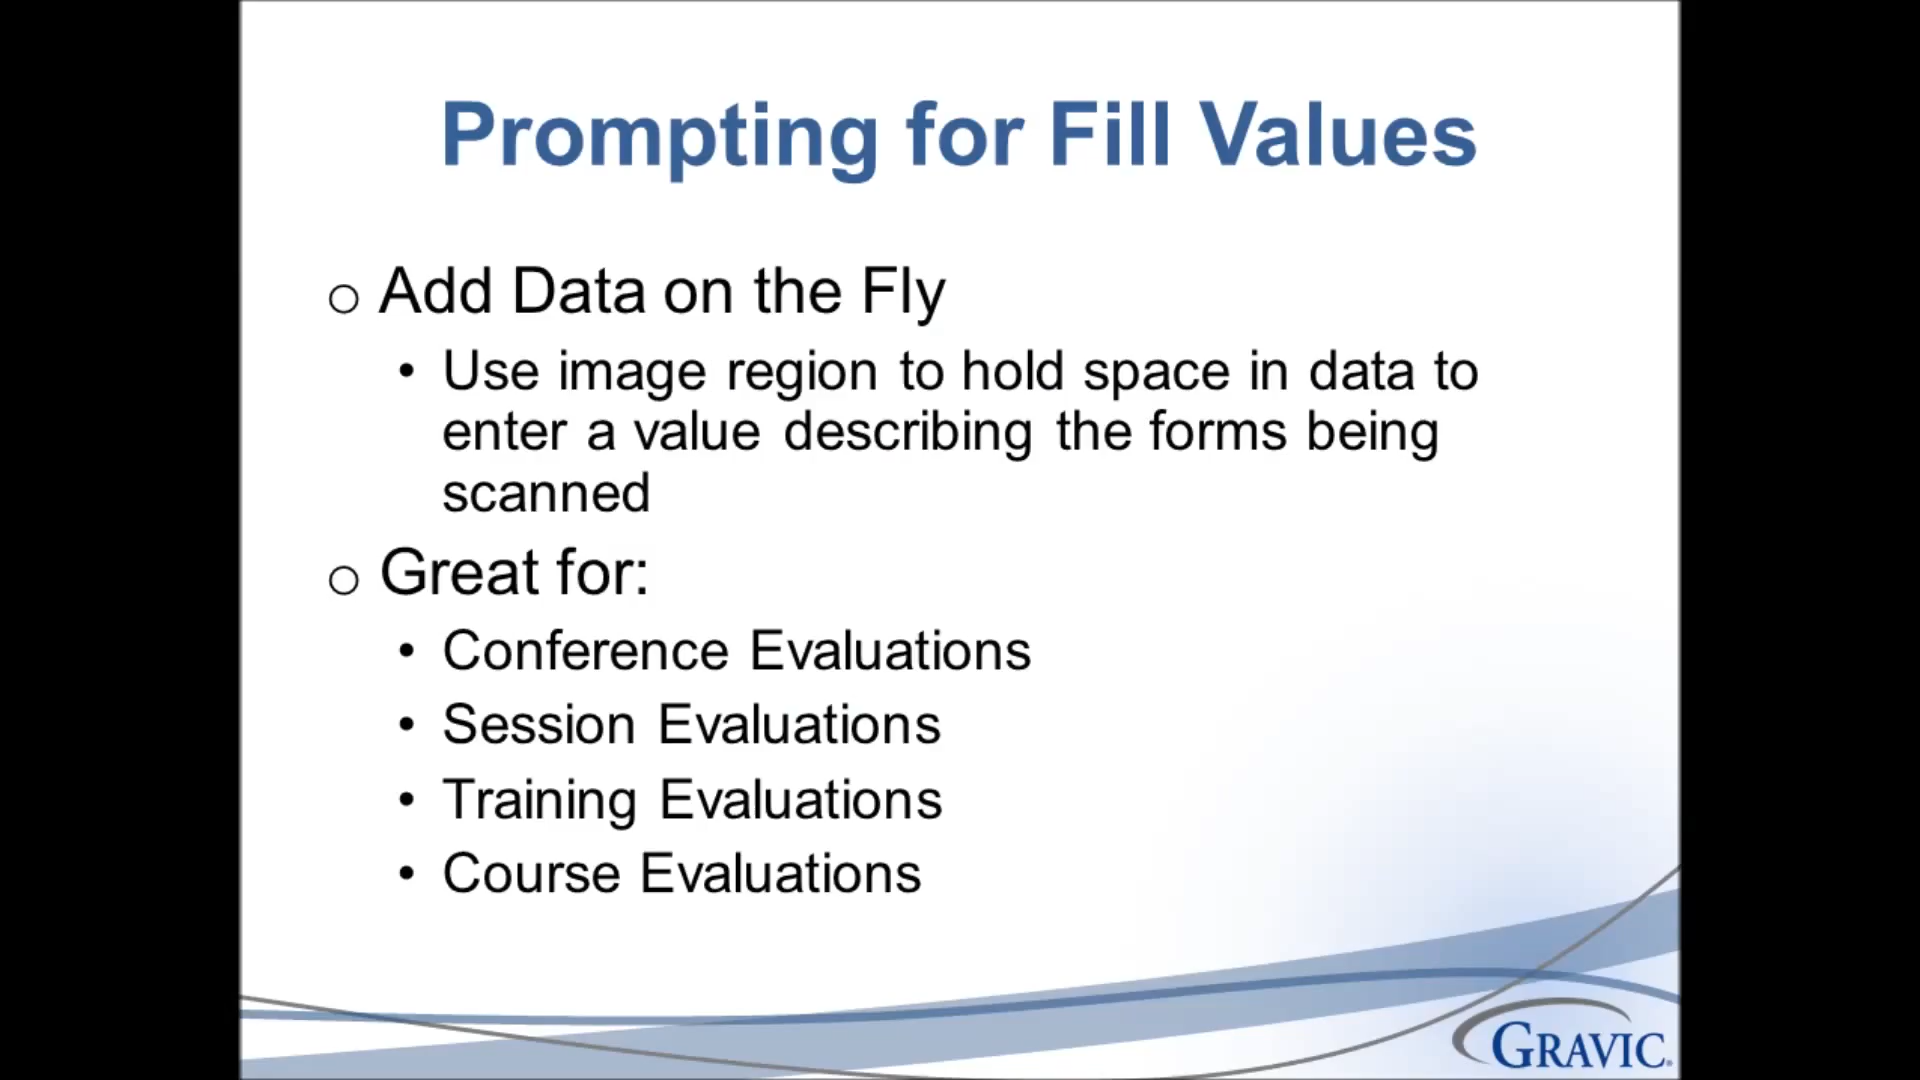 Prompting for Fill Values
o Add Data on the Fly
• Use image region to hold space in data to
enter a value describing the forms being
scanned
o Great for:
• Conference Evaluations
• Session Evaluations
• Training Evaluations
• Course Evaluations
GRAVIC®